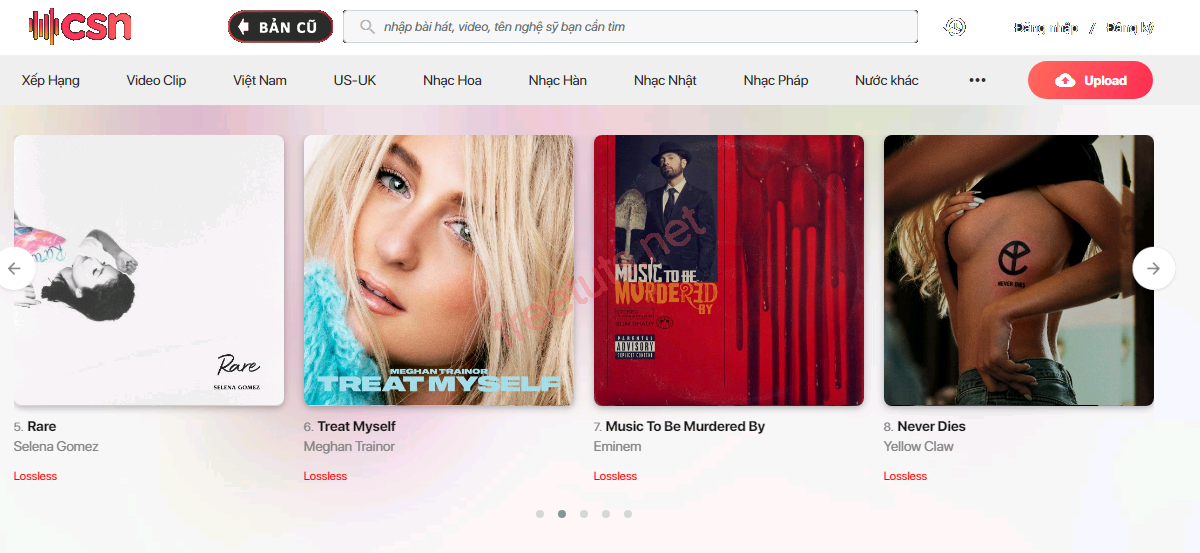 csn
BẢN CŨ
nhập bài hát, video, tên nghệ sỹ bạn cần tìm
Đăng nhập / Đăng ký
Xếp Hạng
Video Clip
Việt Nam
US-UK
Nhạc Hoa
Nhạc Hàn
Nhạc Nhật
Nhạc Pháp
Nước khác
•••
Upload
Rare
Rare
SELENA GOMEZ
MEGHAN TRAINOR
TREAT MYSELF
MUSIC TO BE
MURDERED
BY
PARENTAL
ADVISORY
EXPLICIT CONTENT
NEVER DIES
freetuts.net
5. Rare
Selena Gomez
Lossless
6. Treat Myself
Meghan Trainor
Lossless
7. Music To Be Murdered By
Eminem
Lossless
8. Never Dies
Yellow Claw
Lossless